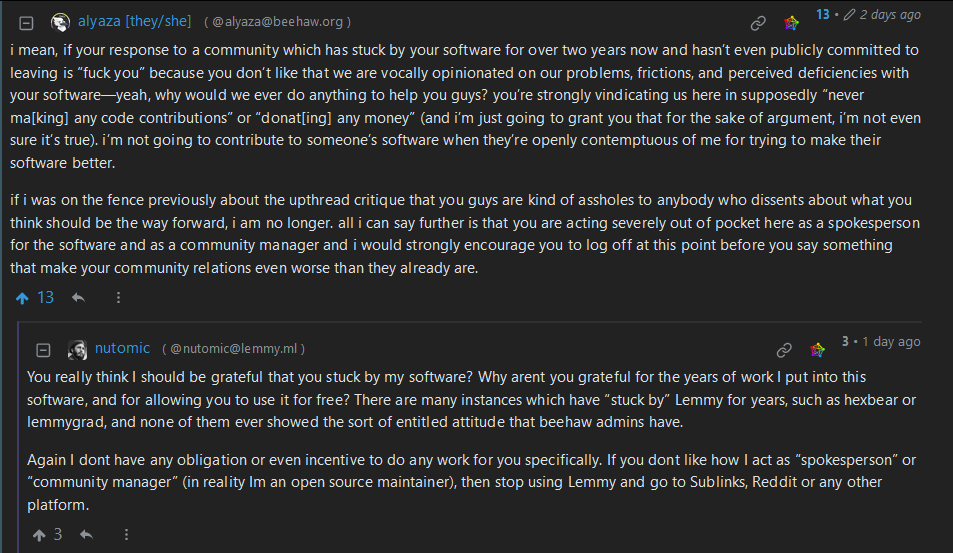 alyaza [they/she] ( @alyaza@beehaw.org ) 13 • 2 days ago
i mean, if your response to a community which has stuck by your software for over two years now and hasn't even publicly committed to
leaving is “fuck you” because you don't like that we are vocally opinionated on our problems, frictions, and perceived deficiencies with
your software—yeah, why would we ever do anything to help you guys? you're strongly vindicating us here in supposedly “never
ma[king] any code contributions” or “donat[ing] any money” (and i'm just going to grant you that for the sake of argument, i'm not even
sure it's true). i'm not going to contribute to someone's software when they're openly contemptuous of me for trying to make their
software better.
if i was on the fence previously about the upthread critique that you guys are kind of assholes to anybody who dissents about what you
think should be the way forward, i am no longer. all i can say further is that you are acting severely out of pocket here as a spokesperson
for the software and as a community manager and i would strongly encourage you to log off at this point before you say something
that make your community relations even worse than they already are.
13
nutomic ( @nutomic@lemmy.ml ) 3 • 1 day ago
You really think I should be grateful that you stuck by my software? Why arent you grateful for the years of work I put into this
software, and for allowing you to use it for free? There are many instances which have “stuck by” Lemmy for years, such as hexbear or
lemmygrad, and none of them ever showed the sort of entitled attitude that beehaw admins have.
Again I dont have any obligation or even incentive to do any work for you specifically. If you dont like how I act as “spokesperson” or
“community manager” (in reality Im an open source maintainer), then stop using Lemmy and go to Sublinks, Reddit or any other
platform.
3